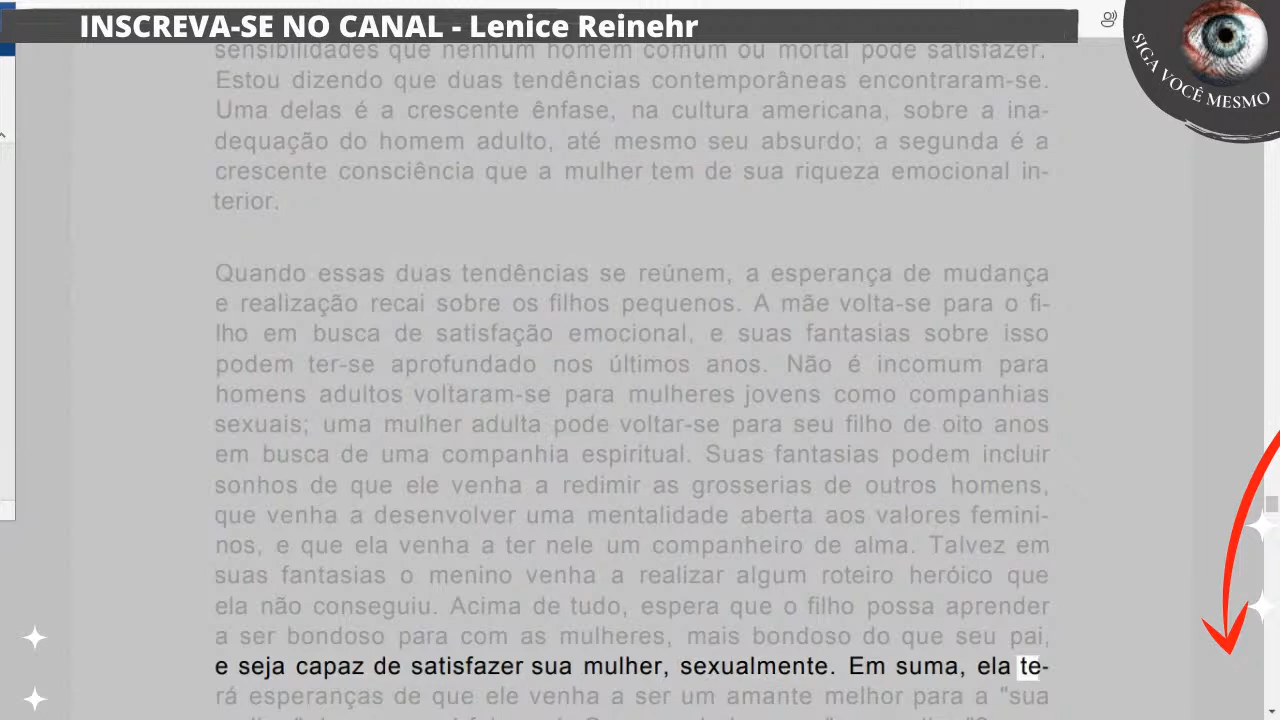 INSCREVA-SE NO CANAL - Lenice Reinehr
SIGA VOCÊ MESMO
sensibilidades que nenhum homem comum ou mortal pode satisfazer.
Estou dizendo que duas tendências contemporâneas encontraram-se.
Uma delas é a crescente ênfase, na cultura americana, sobre a ina-
dequação do homem adulto, até mesmo seu absurdo; a segunda é a
crescente consciência que a mulher tem de sua riqueza emocional in-
terior.
Quando essas duas tendências se reúnem, a esperança de mudança
e realização recai sobre os filhos pequenos. A mãe volta-se para o fi-
lho em busca de satisfação emocional, e suas fantasias sobre isso
podem ter-se aprofundado nos últimos anos. Não é incomum para
homens adultos voltaram-se para mulheres jovens como companhias
sexuais; uma mulher adulta pode voltar-se para seu filho de oito anos
em busca de uma companhia espiritual. Suas fantasias podem incluir
sonhos de que ele venha a redimir as grosserias de outros homens,
que venha a desenvolver uma mentalidade aberta aos valores femini-
nos, e que ela venha a ter nele um companheiro de alma. Talvez em
suas fantasias o menino venha a realizar algum roteiro heróico que
ela não conseguiu. Acima de tudo, espera que o filho possa aprender
a ser bondoso para com as mulheres, mais bondoso do que seu pai,
e seja capaz de satisfazer sua mulher, sexualmente. Em suma, ela te-
rá esperanças de que ele venha a ser um amante melhor para a "sua